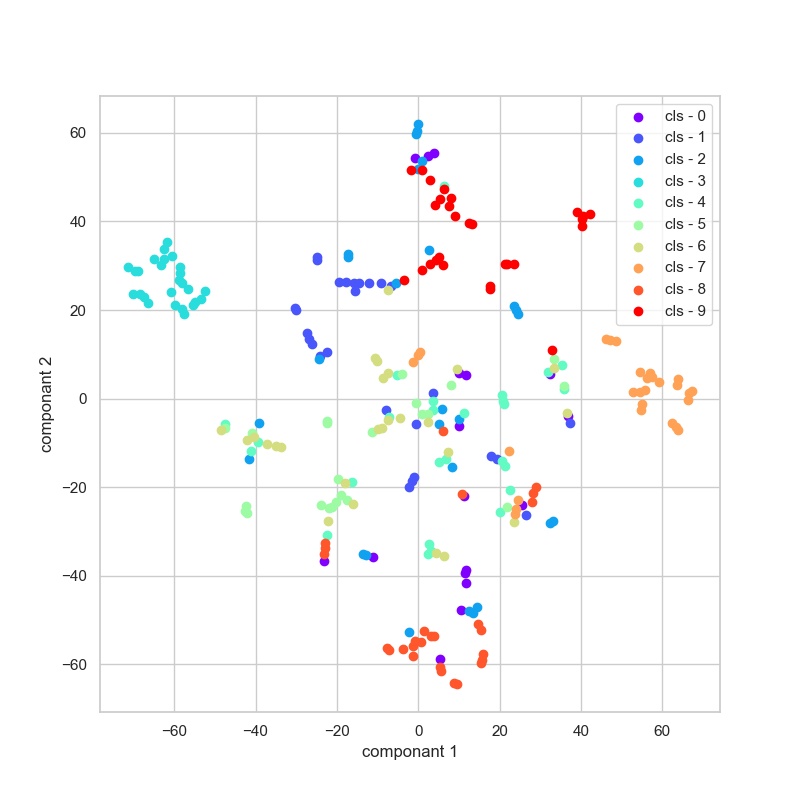 cls - 0
cls - 1
cls - 2
cls - 3
cls - 4
cls - 5
cls - 6
cls - 7
cls - 8
cls - 9
60
40
20
0
−20
−40
−60
componant 2
−60 −40 −20 0 20 40 60
componant 1